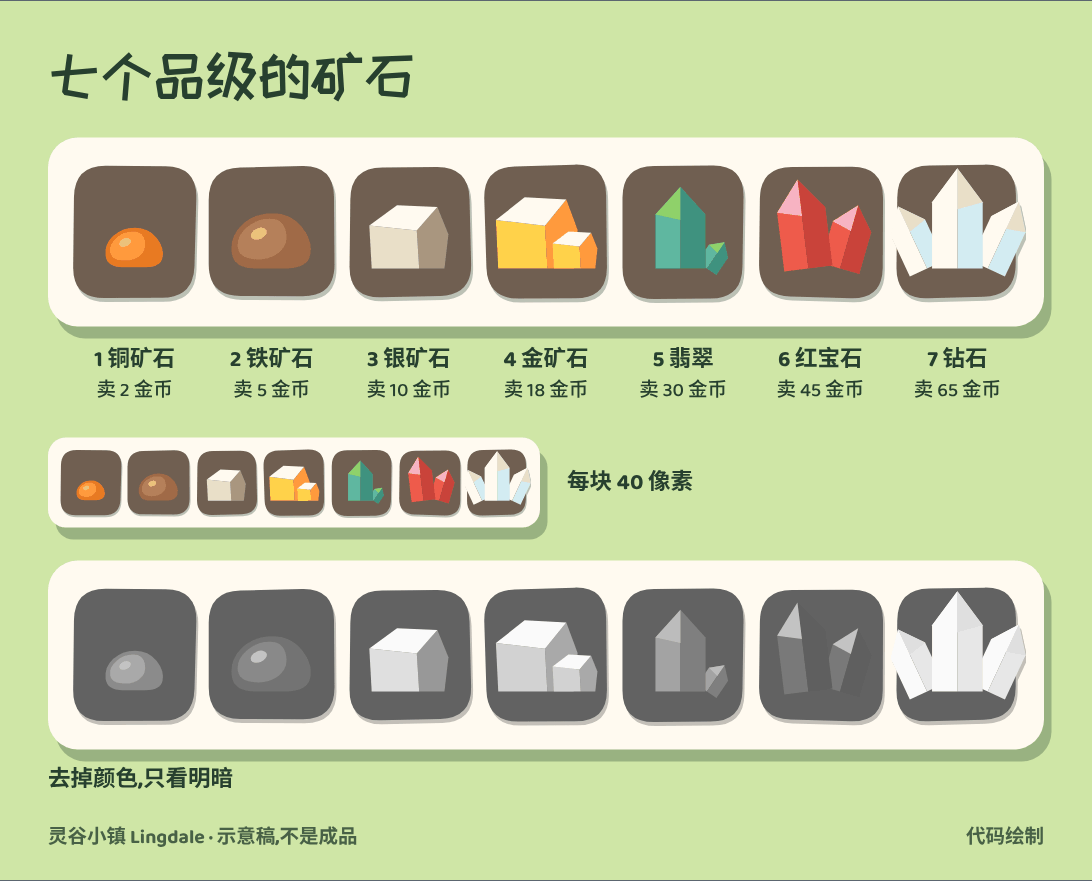 七个品级的矿石
1 铜矿石
2 铁矿石
3 银矿石
4 金矿石
5 翡翠
6 红宝石
7 钻石
卖 2 金币
卖 5 金币
卖 10 金币
卖 18 金币
卖 30 金币
卖 45 金币
卖 65 金币
每块 40 像素
去掉颜色,只看明暗
灵谷小镇 Lingdale · 示意稿,不是成品
代码绘制